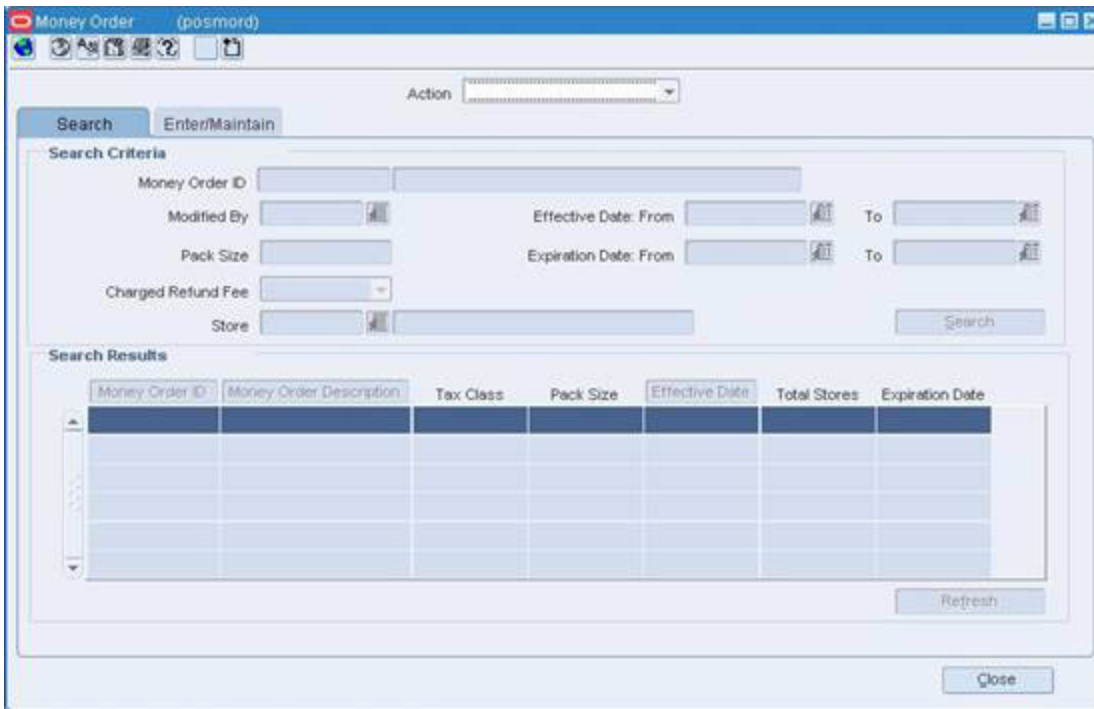 Money Order (posmord)
Action
Search Enter/Maintain
Search Criteria
Money Order ID
Modified By Effective Date: From To
Pack Size Expiration Date: From To
Charged Refund Fee
Store Search
Search Results
Money Order ID Money Order Description Tax Class Pack Size Effective Date Total Stores Expiration Date
Refresh
Close